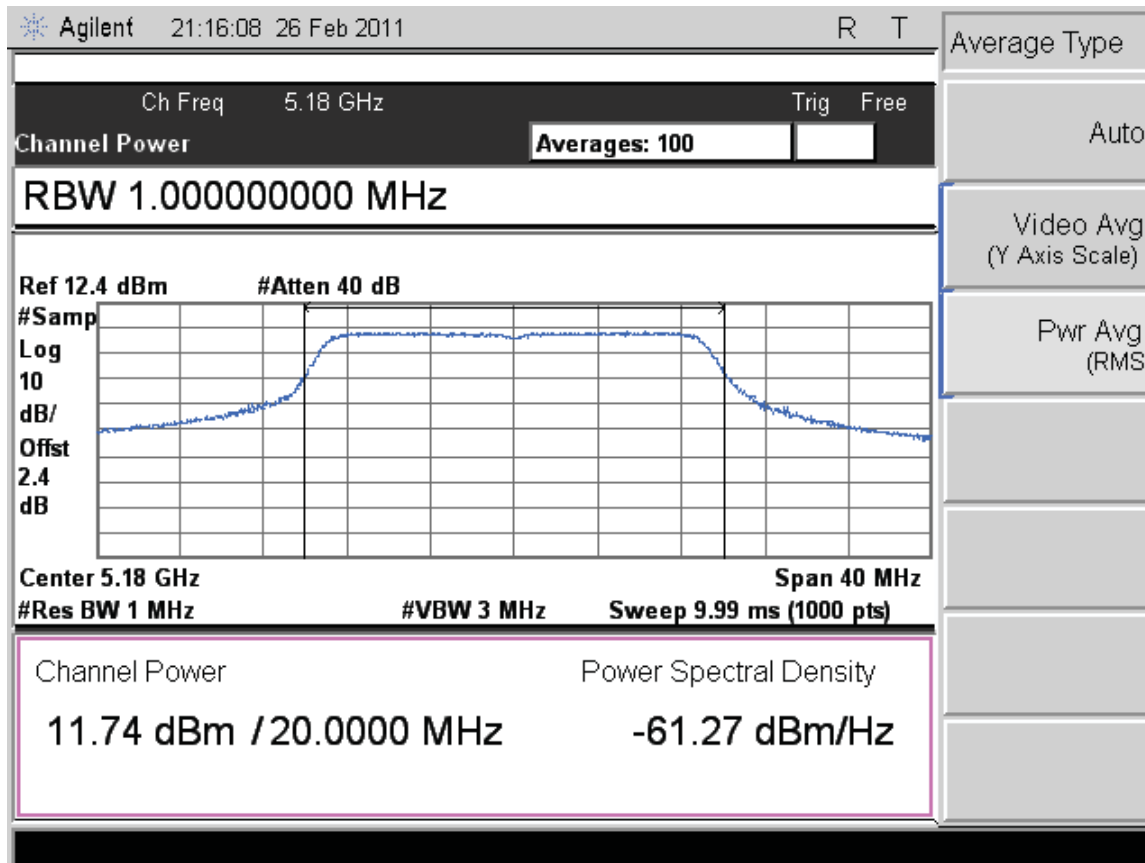 Agilent 21:16:08 26 Feb 2011 R T
Average Type
Ch Freq 5.18 GHz Trig Free
Channel Power Averages: 100
Auto
RBW 1.000000000 MHz
Video Avg
(Y Axis Scale)
Ref 12.4 dBm #Atten 40 dB
Pwr Avg
(RMS
#Samp
Log
10
dB/
Offst
2.4
dB
Center 5.18 GHz Span 40 MHz
#Res BW 1 MHz #VBW 3 MHz Sweep 9.99 ms (1000 pts)
Channel Power Power Spectral Density
11.74 dBm / 20.0000 MHz -61.27 dBm/Hz